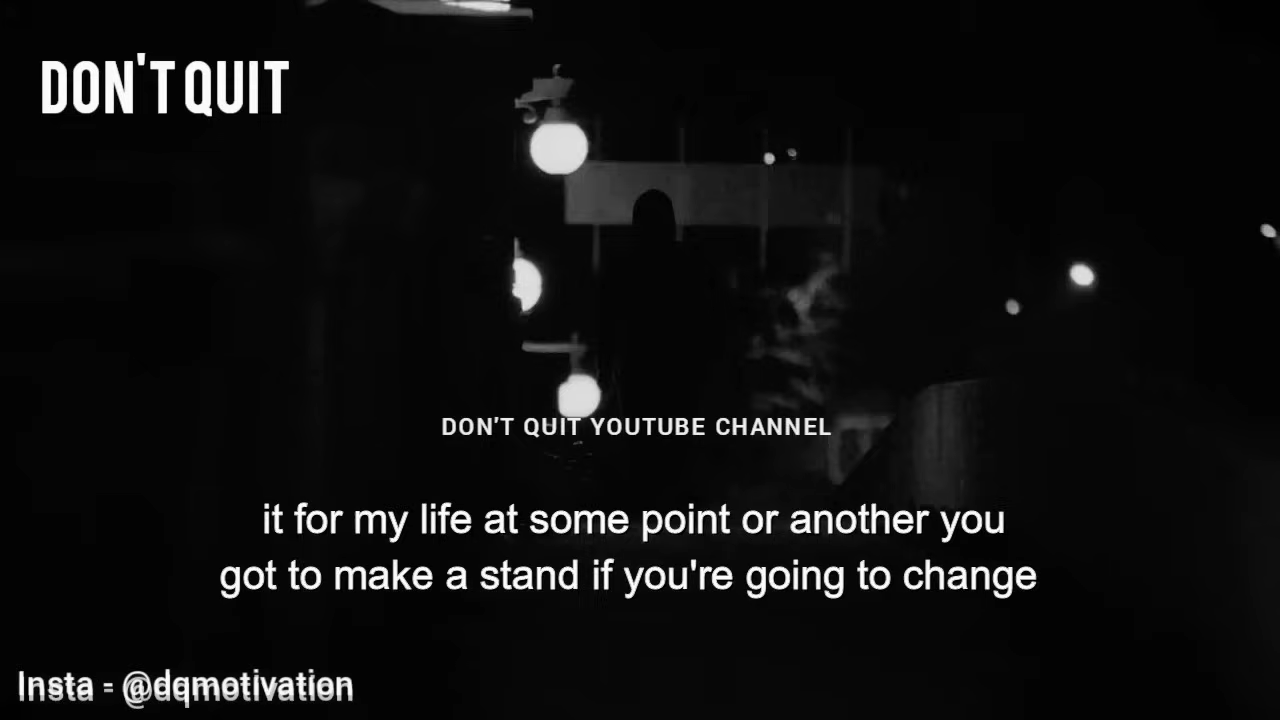 DON'T QUIT
DON'T QUIT YOUTUBE CHANNEL
it for my life at some point or another you
got to make a stand if you're going to change
Insta - @dqmotivation